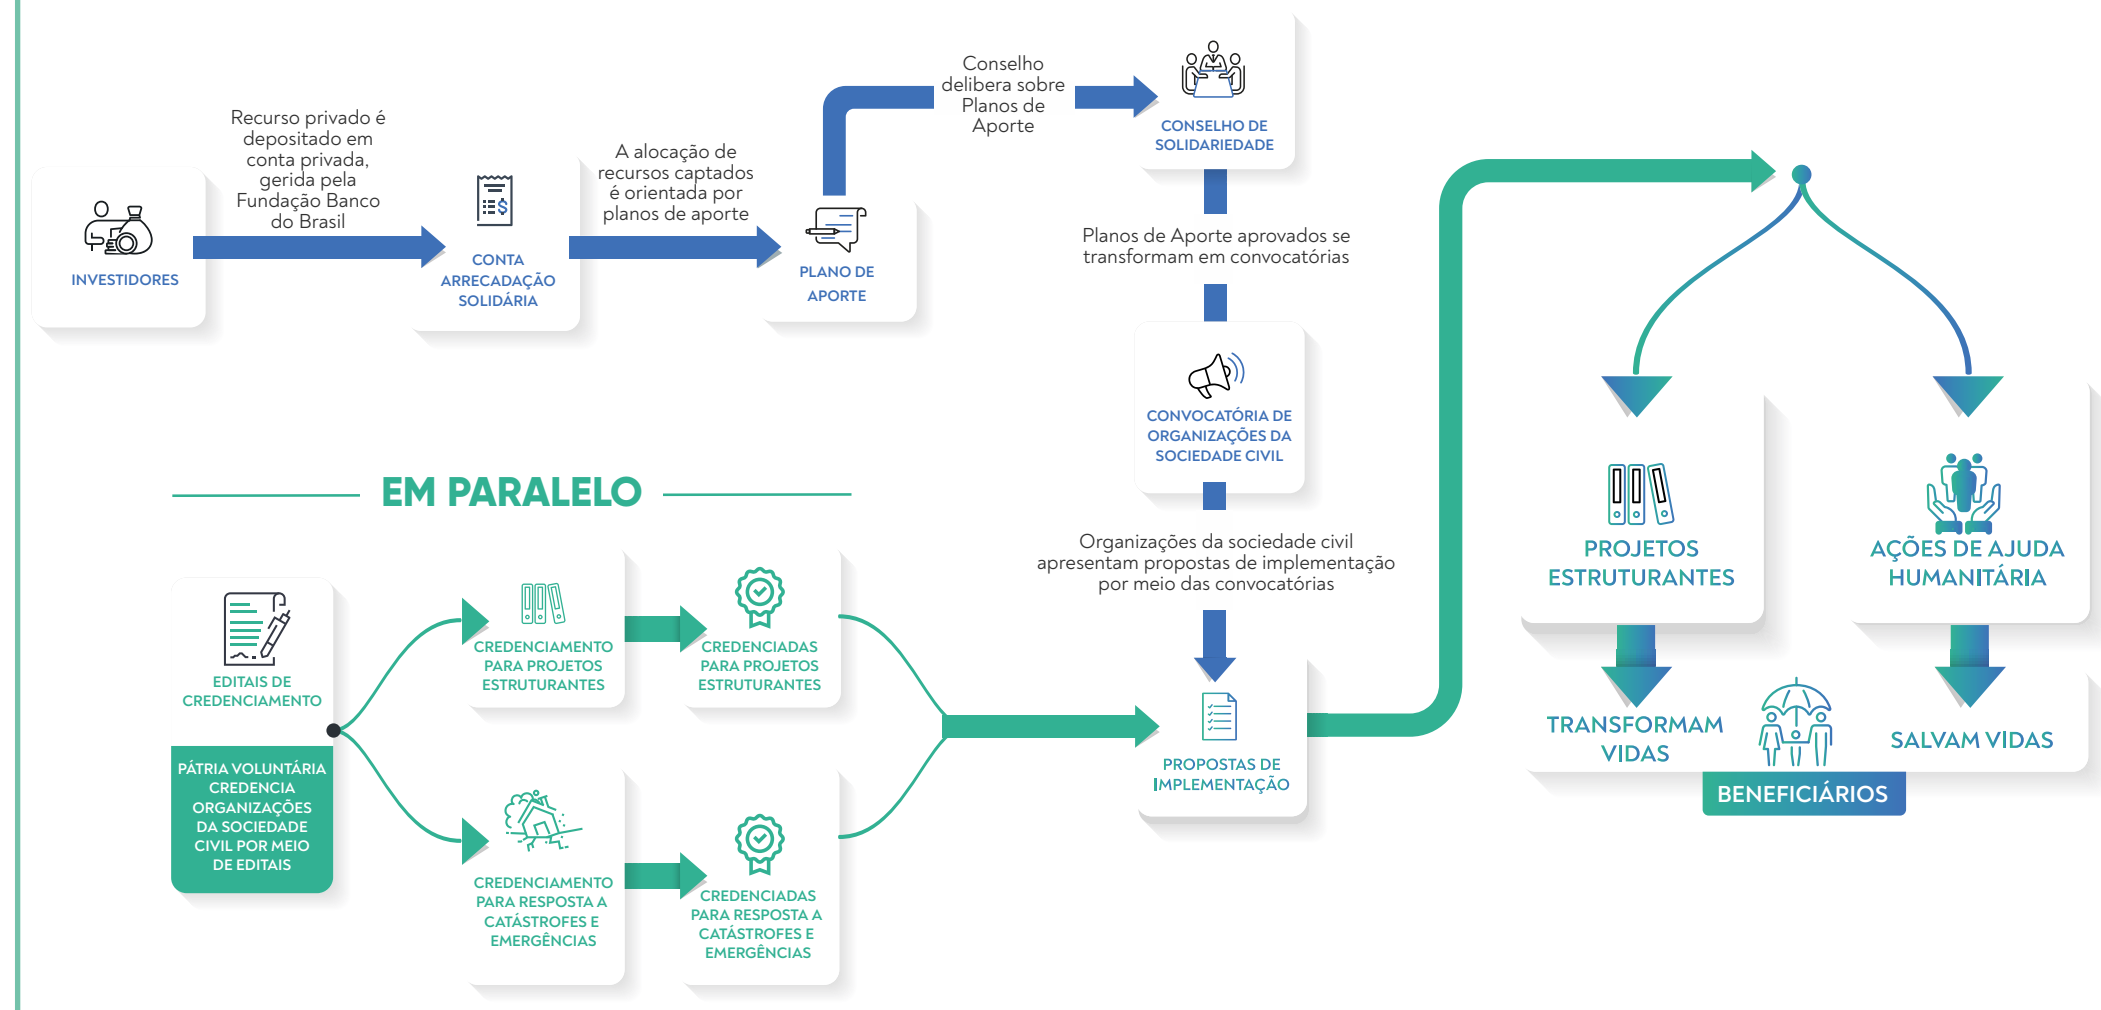 Recurso privado é
depositado em
conta privada,
gerida pela
Fundação Banco
do Brasil
INVESTIDORES
CONTA
ARRECADAÇÃO
SOLIDÁRIA
A alocação de
recursos captados
é orientada por
planos de aporte
PLANO DE
APORTE
Conselho
delibera sobre
Planos de
Aporte
CONSELHO DE
SOLIDARIEDADE
Planos de Aporte aprovados se
transformam em convocatórias
CONVOCATÓRIA DE
ORGANIZAÇÕES DA
SOCIEDADE CIVIL
Organizações da sociedade civil
apresentam propostas de implementação
por meio das convocatórias
EM PARALELO
EDITAIS DE
CREDENCIAMENTO
PÁTRIA VOLUNTÁRIA
CREDENCIA
ORGANIZAÇÕES
DA SOCIEDADE
CIVIL POR MEIO
DE EDITAIS
CREDENCIAMENTO
PARA PROJETOS
ESTRUTURANTES
CREDENCIADAS
PARA PROJETOS
ESTRUTURANTES
CREDENCIAMENTO
PARA RESPOSTA A
CATÁSTROFES E
EMERGÊNCIAS
CREDENCIADAS
PARA RESPOSTA A
CATÁSTROFES E
EMERGÊNCIAS
PROPOSTAS DE
IMPLEMENTAÇÃO
PROJETOS
ESTRUTURANTES
AÇÕES DE AJUDA
HUMANITÁRIA
TRANSFORMAM
VIDAS
SALVAM VIDAS
BENEFICIÁRIOS